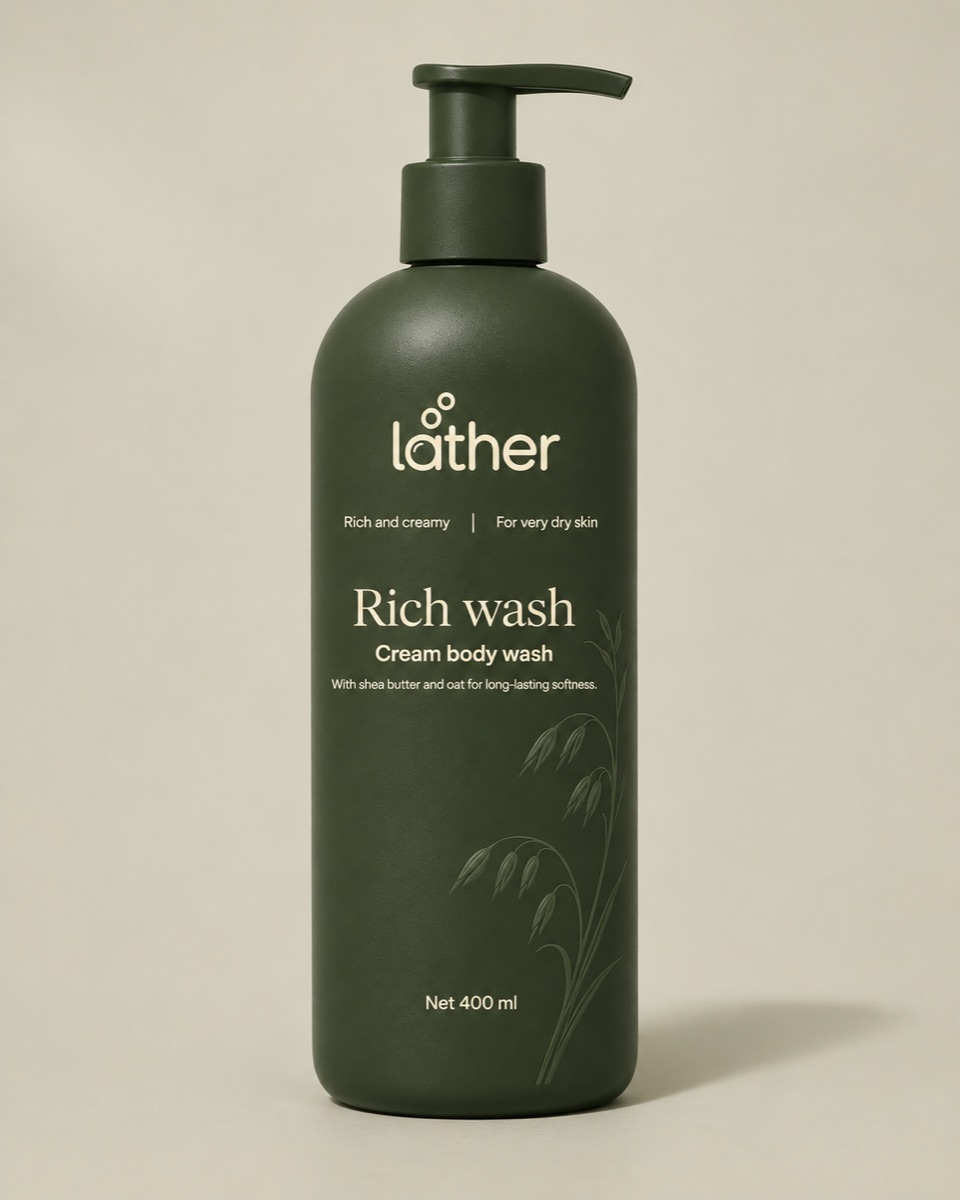 lather
Rich and creamy | For very dry skin
Rich wash
Cream body wash
With shea butter and oat for long-lasting softness.
Net 400 ml